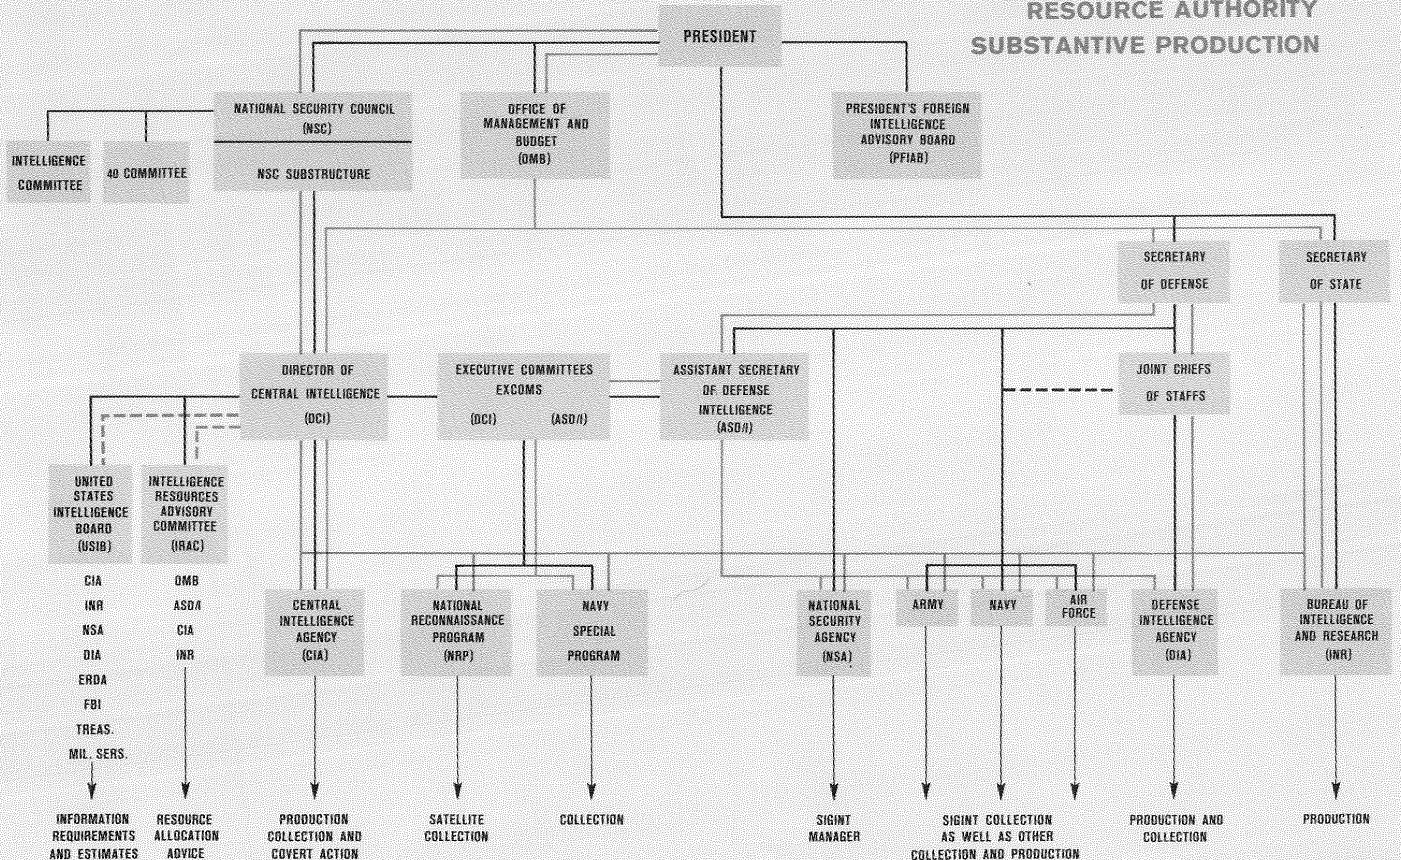 RESOURCE AUTHORITY
SUBSTANTIVE PRODUCTION
PRESIDENT
NATIONAL SECURITY COUNCIL
(NSC)
NSC SUBSTRUCTURE
OFFICE OF
MANAGEMENT AND
BUDGET
(OMB)
PRESIDENT'S FOREIGN
INTELLIGENCE
ADVISORY BOARD
(PFIAB)
INTELLIGENCE
COMMITTEE
40 COMMITTEE
SECRETARY
OF DEFENSE
SECRETARY
OF STATE
DIRECTOR OF
CENTRAL INTELLIGENCE
(DCI)
EXECUTIVE COMMITTEES
EXCOMS
(DCI) (ASD/I)
ASSISTANT SECRETARY
OF DEFENSE
INTELLIGENCE
(ASD/I)
JOINT CHIEFS
OF STAFFS
UNITED
STATES
INTELLIGENCE
BOARD
(USIB)
INTELLIGENCE
RESOURCES
ADVISORY
COMMITTEE
(IRAC)
CIA
INR
NSA
DIA
ERDA
FBI
TREAS.
MIL. SERS.
OMB
ASD/I
CIA
INR
CENTRAL
INTELLIGENCE
AGENCY
(CIA)
NATIONAL
RECONNAISSANCE
PROGRAM
(NRP)
NAVY
SPECIAL
PROGRAM
NATIONAL
SECURITY
AGENCY
(NSA)
ARMY
NAVY
AIR
FORCE
DEFENSE
INTELLIGENCE
AGENCY
(DIA)
BUREAU OF
INTELLIGENCE
AND RESEARCH
(INR)
INFORMATION
REQUIREMENTS
AND ESTIMATES
RESOURCE
ALLOCATION
ADVICE
PRODUCTION
COLLECTION AND
COVERT ACTION
SATELLITE
COLLECTION
COLLECTION
SIGINT
MANAGER
SIGINT COLLECTION
AS WELL AS OTHER
COLLECTION AND PRODUCTION
PRODUCTION AND
COLLECTION
PRODUCTION